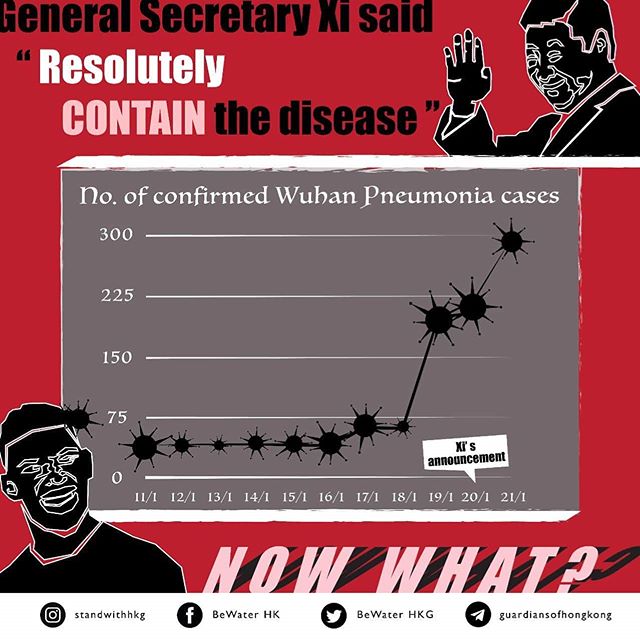 General Secretary Xi said
“ Resolutely
CONTAIN the disease ”
No. of confirmed Wuhan Pneumonia cases
300
225
150
75
0
Xi's
announcement
11/1 12/1 13/1 14/1 15/1 16/1 17/1 18/1 19/1 20/1 21/1
NOW WHAT?
standwithhkg BeWater HK BeWater HKG guardiansofhongkong